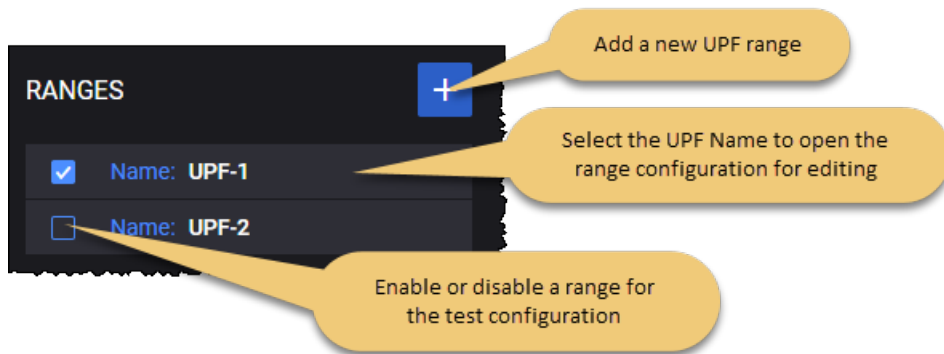 Add a new UPF range
RANGES
+
Select the UPF Name to open the
range configuration for editing
Name: UPF-1
Name: UPF-2
Enable or disable a range for
the test configuration